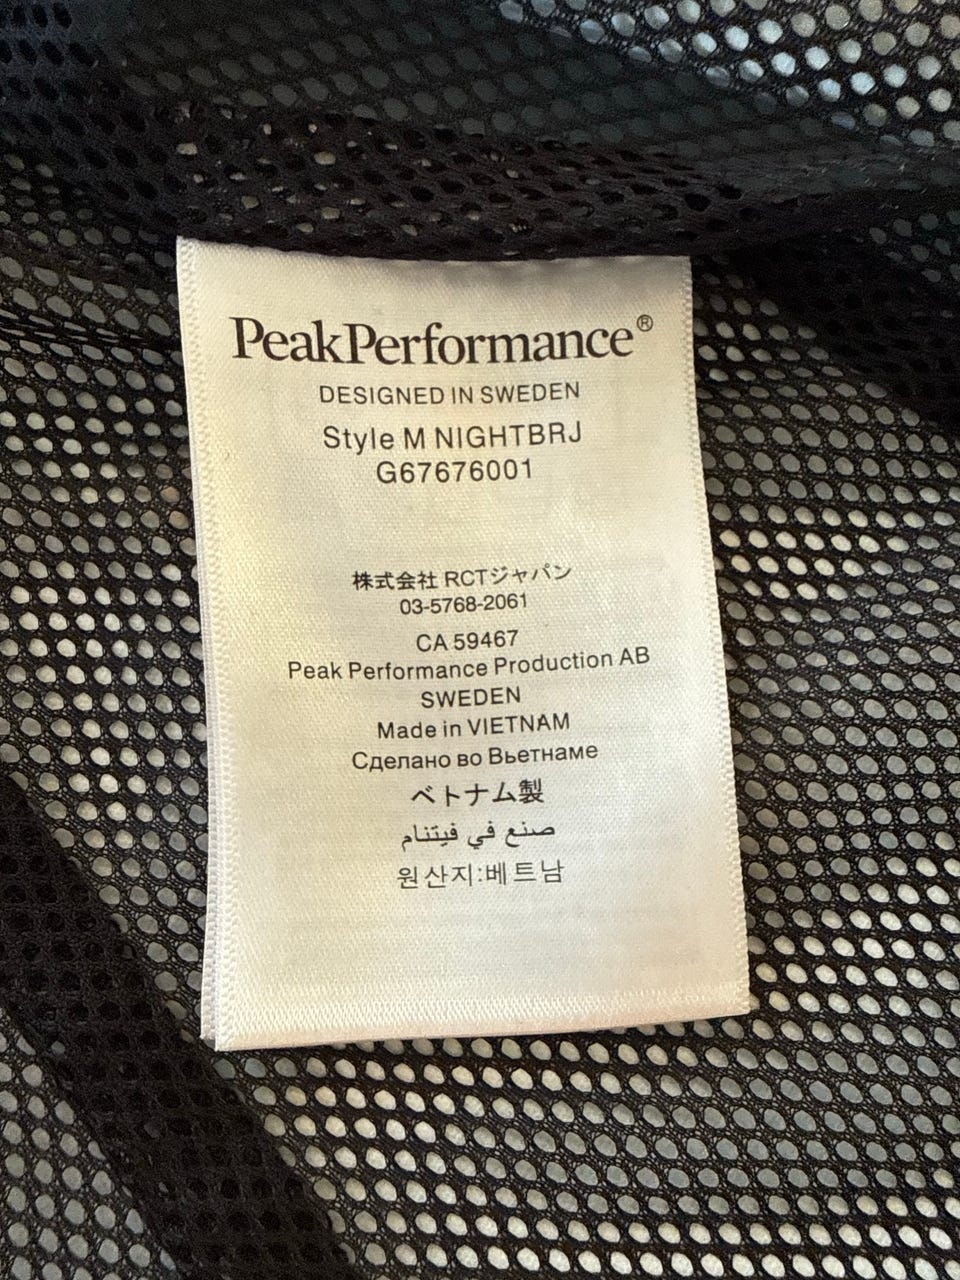 PeakPerformance®
DESIGNED IN SWEDEN
Style M NIGHTBRJ
G67676001
株式会社 RCTジャパン
03-5768-2061
CA 59467
Peak Performance Production AB
SWEDEN
Made in VIETNAM
Сделано во Вьетнаме
ベトナム製
صنع في فيتنام
원산지:베트남